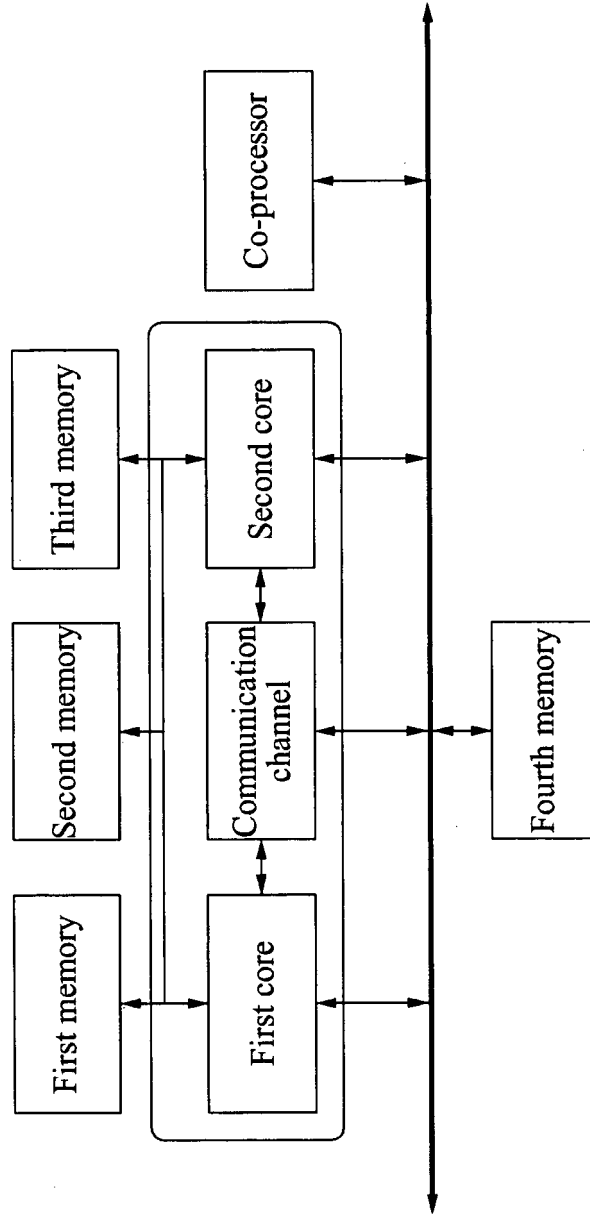 First memory
Second memory
Third memory
First core
Communication
channel
Second core
Co-processor
Fourth memory